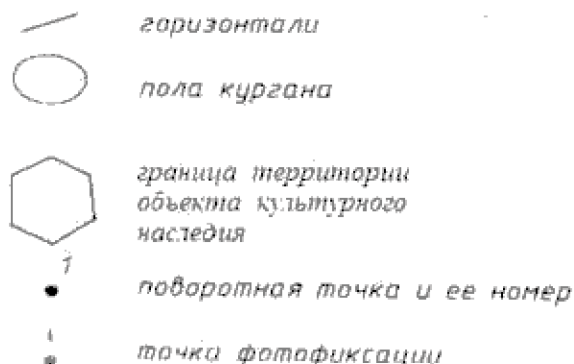 горизонтали
пола кургана
граница территории
объекта культурного
наследия
1
поворотная точка и ее номер
точка фотофиксации